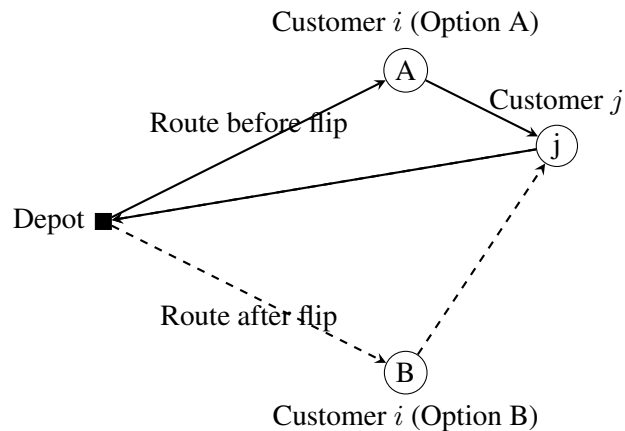 Customer i (Option A)
A
Customer j
Route before flip
j
Depot
Route after flip
B
Customer i (Option B)